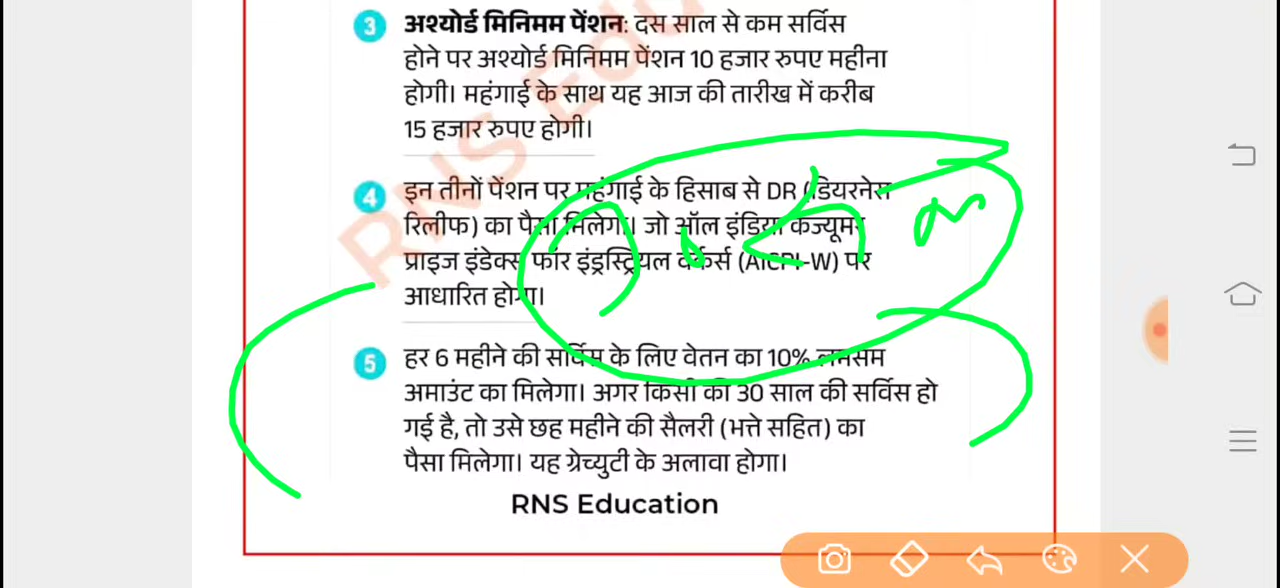 3 अश्योर्ड मिनिमम पेंशन: दस साल से कम सर्विस
होने पर अश्योर्ड मिनिमम पेंशन 10 हजार रुपए महीना
होगी। महंगाई के साथ यह आज की तारीख में करीब
15 हजार रुपए होगी।
4 इन तीनों पेंशन पर महंगाई के हिसाब से DR (डियरनेस
रिलीफ) का पैसा मिलेगा। जो ऑल इंडिया कंज्यूमर
प्राइज इंडेक्स फॉर इंड्रस्ट्रियल वर्कर्स (AICPI-W) पर
आधारित होगा।
5 हर 6 महीने की सर्विस के लिए वेतन का 10% लमसम
अमाउंट का मिलेगा। अगर किसी की 30 साल की सर्विस हो
गई है, तो उसे छह महीने की सैलरी (भत्ते सहित) का
पैसा मिलेगा। यह ग्रेच्युटी के अलावा होगा।
RNS Education
RNS Edu